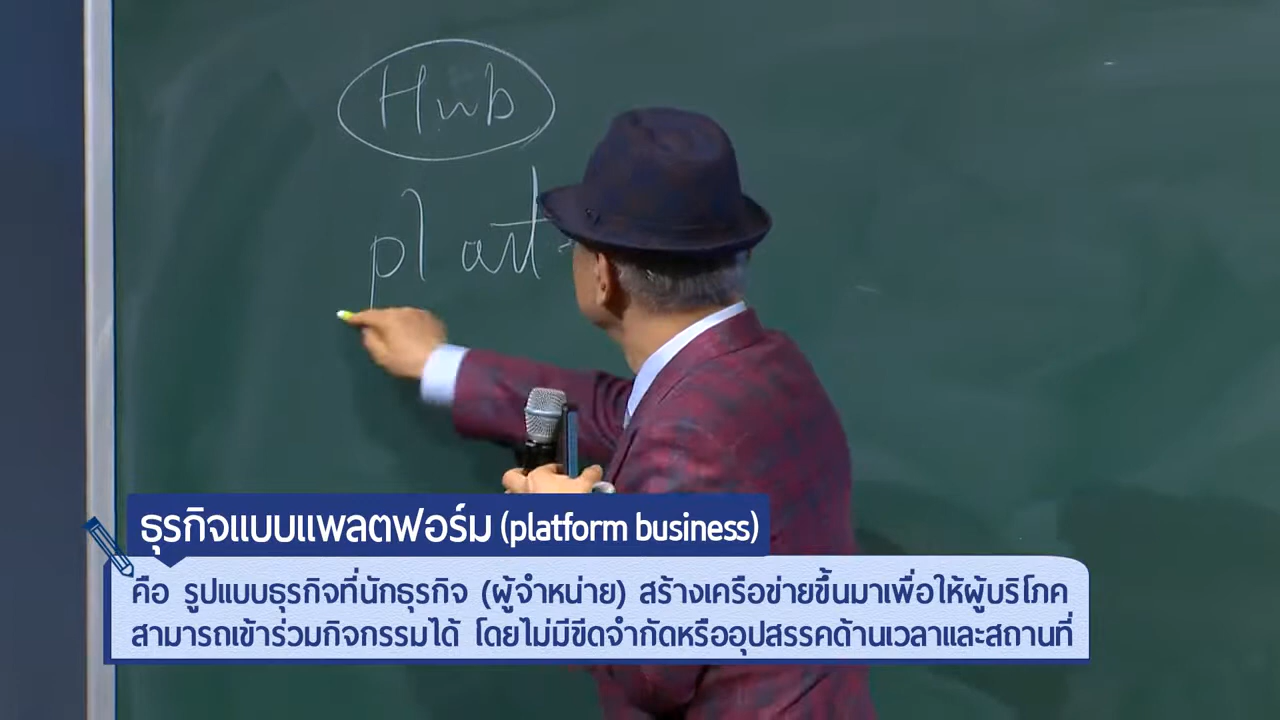 Hub
plat
ธุรกิจแบบแพลตฟอร์ม (platform business)
คือ รูปแบบธุรกิจที่นักธุรกิจ (ผู้จำหน่าย) สร้างเครือข่ายขึ้นมาเพื่อให้ผู้บริโภค
สามารถเข้าร่วมกิจกรรมได้ โดยไม่มีขีดจำกัดหรืออุปสรรคด้านเวลาและสถานที่